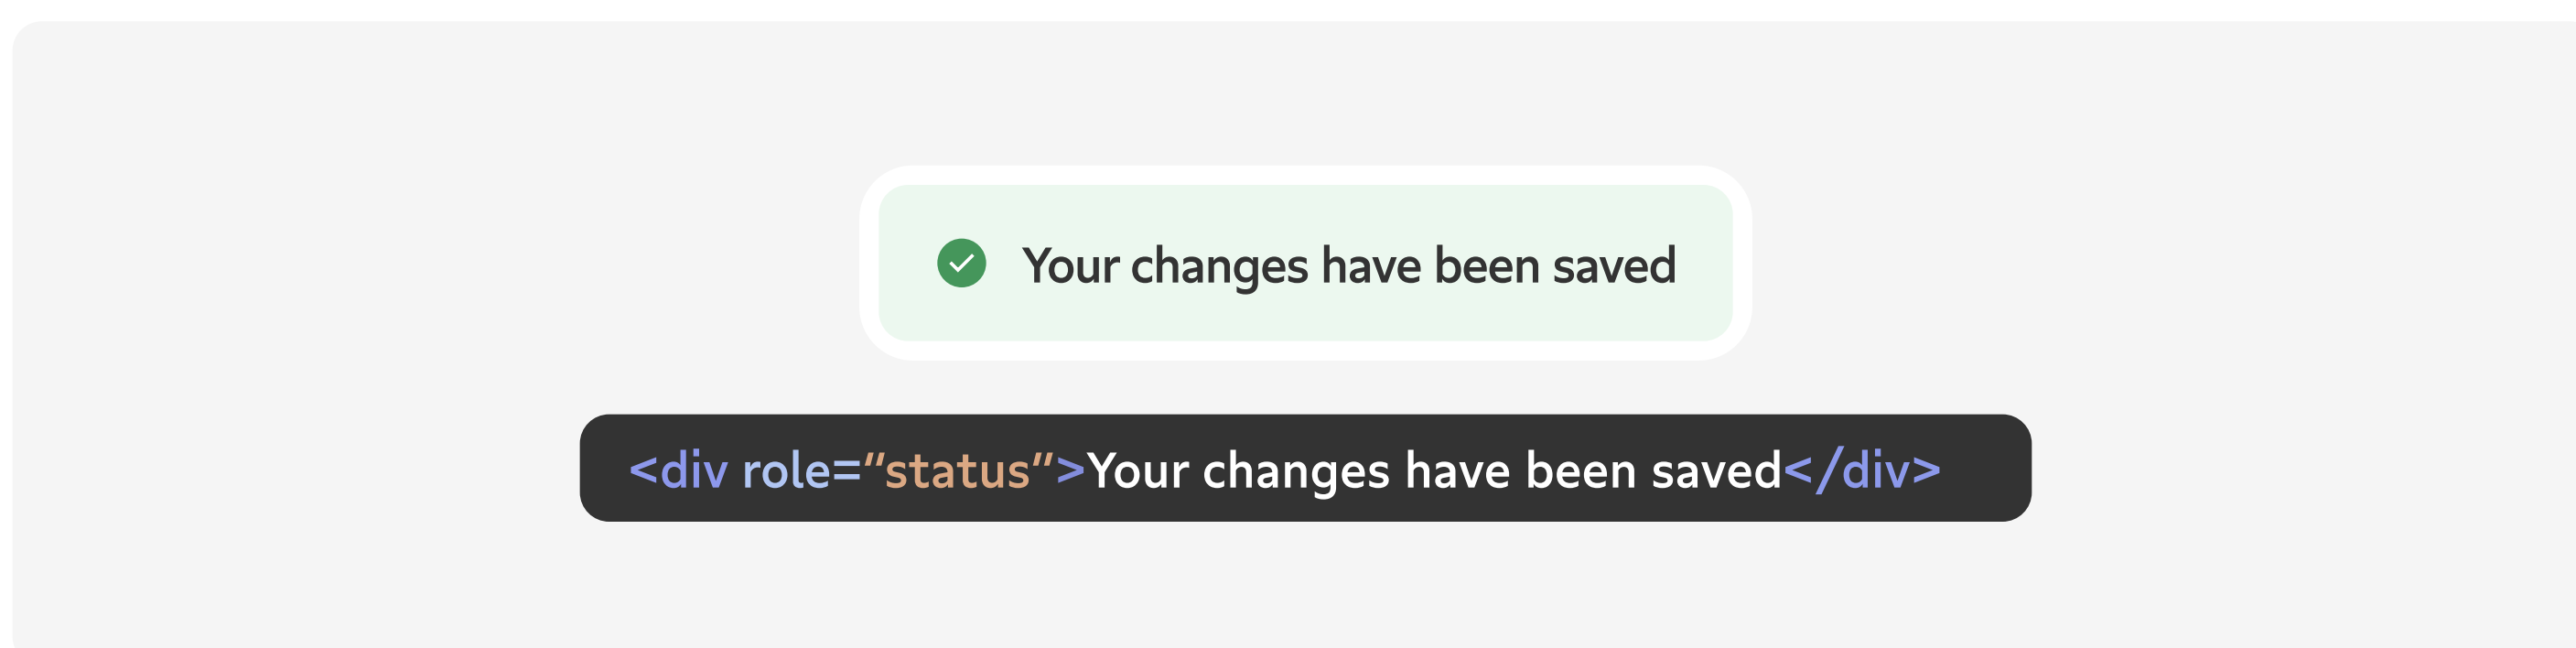 Your changes have been saved
<div role="status">Your changes have been saved</div>